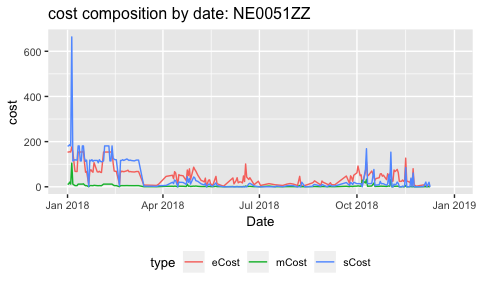 cost composition by date: NE0051ZZ
cost
600
400
200
0
Jan 2018 Apr 2018 Jul 2018 Oct 2018 Jan 2019
Date
type eCost mCost sCost